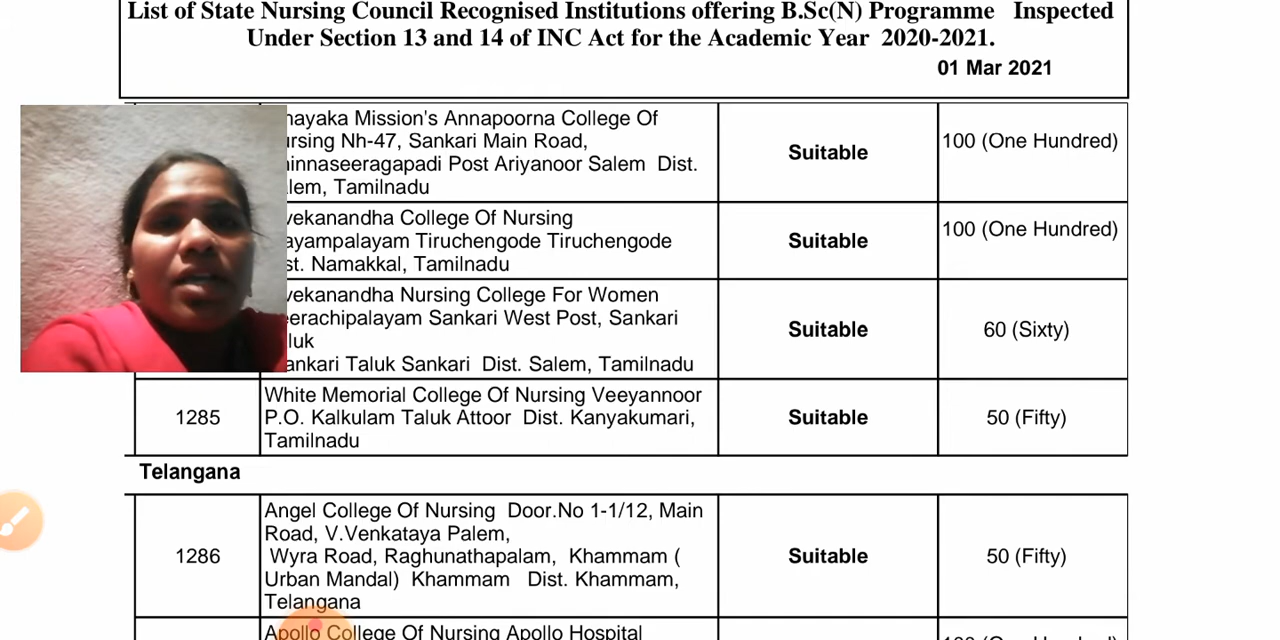 List of State Nursing Council Recognised Institutions offering B.Sc(N) Programme Inspected
Under Section 13 and 14 of INC Act for the Academic Year 2020-2021.
01 Mar 2021
Mission's Annapoorna College Of
Nh-47, Sankari Main Road,
Post Ariyanoor Salem Dist.
Tamilnadu
Suitable
100 (One Hundred)
College Of Nursing
Tiruchengode Tiruchengode
Namakkal, Tamilnadu
Suitable
100 (One Hundred)
Nursing College For Women
Sankari West Post, Sankari
Taluk Sankari Dist. Salem, Tamilnadu
Suitable
60 (Sixty)
1285
White Memorial College Of Nursing Veeyannoor
P.O. Kalkulam Taluk Attoor Dist. Kanyakumari,
Tamilnadu
Suitable
50 (Fifty)
Telangana
1286
Angel College Of Nursing Door.No 1-1/12, Main
Road, V.Venkataya Palem,
Wyra Road, Raghunathapalam, Khammam (
Urban Mandal) Khammam Dist. Khammam,
Telangana
Suitable
50 (Fifty)
Apollo College Of Nursing Apollo Hospital